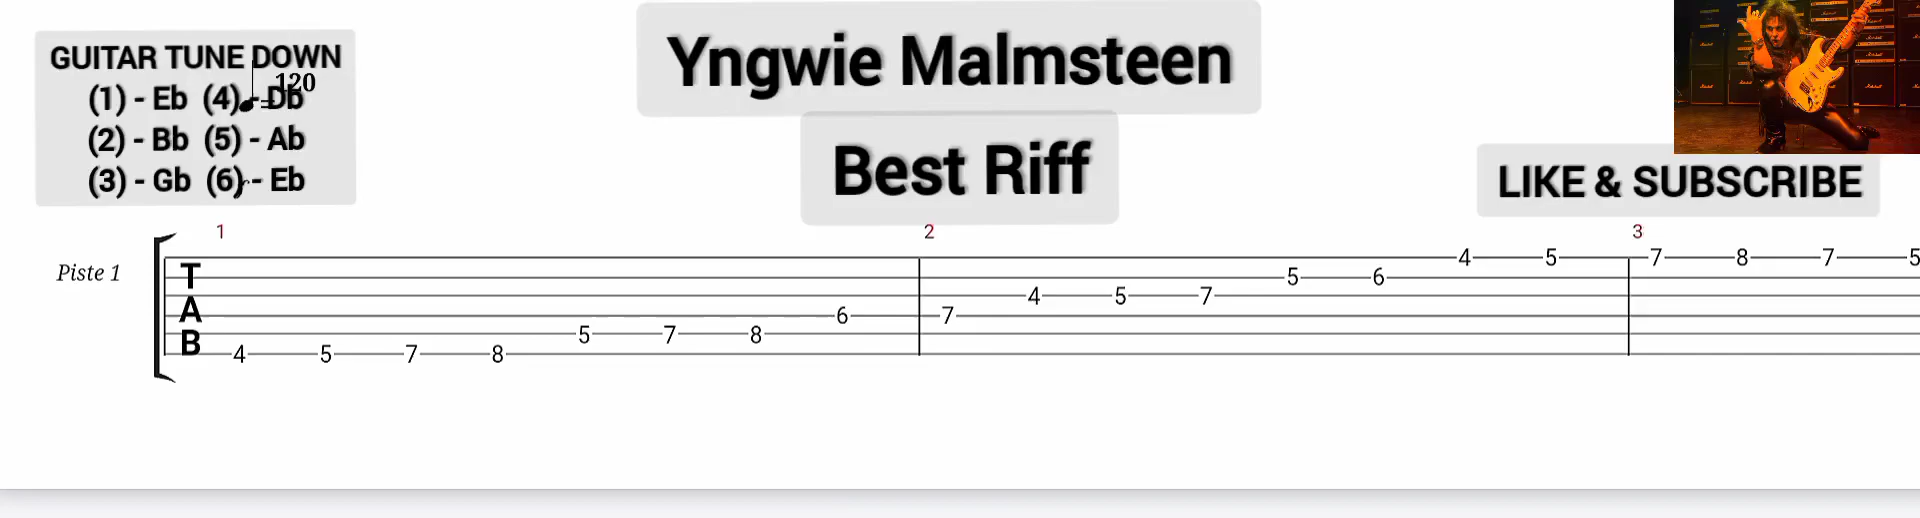 GUITAR TUNE DOWN
(1) - Eb (4) - Db
= 120
(2) - Bb (5) - Ab
(3) - Gb (6) - Eb
Yngwie Malmsteen
Best Riff
LIKE & SUBSCRIBE
1 2 3
Piste 1
T
A
B
4 5 7 8 7 5
5 6
4 5 7
6 7
5 7 8
4 5 7 8